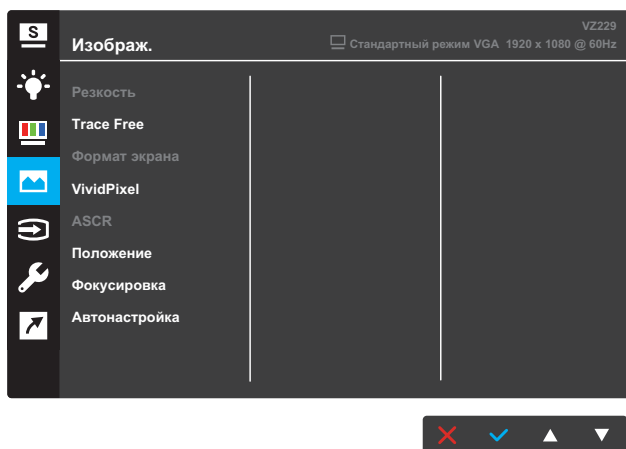 S
VZ229
Изображ.
Стандартный режим VGA 1920 x 1080 @ 60Hz
Резкость
Trace Free
Формат экрана
VividPixel
ASCR
Положение
Фокусировка
Автонастройка